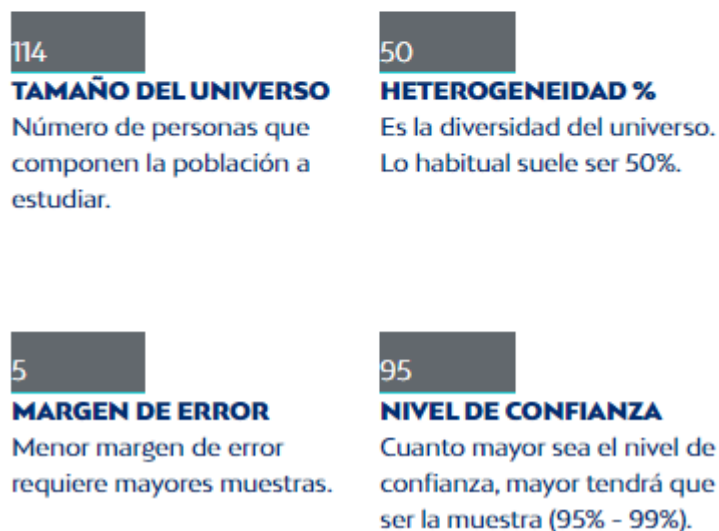 114
TAMAÑO DEL UNIVERSO
Número de personas que
componen la población a
estudiar.
50
HETEROGENEIDAD %
Es la diversidad del universo.
Lo habitual suele ser 50%.
5
MARGEN DE ERROR
Menor margen de error
requiere mayores muestras.
95
NIVEL DE CONFIANZA
Cuanto mayor sea el nivel de
confianza, mayor tendrá que
ser la muestra (95% - 99%).